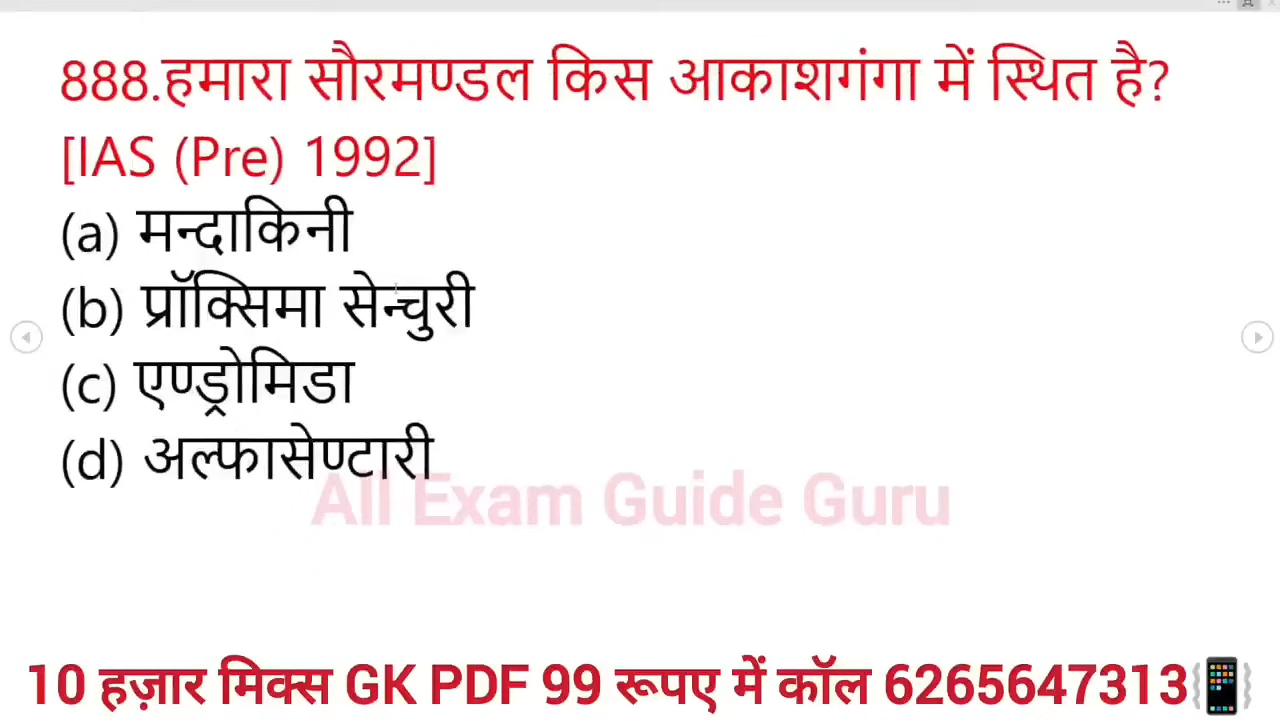 888.हमारा सौरमण्डल किस आकाशगंगा में स्थित है?
[IAS (Pre) 1992]
(a) मन्दाकिनी
(b) प्रॉक्सिमा सेन्चुरी
(c) एण्ड्रोमिडा
(d) अल्फासेण्टारी
All Exam Guide Guru
10 हज़ार मिक्स GK PDF 99 रूपए में कॉल 6265647313